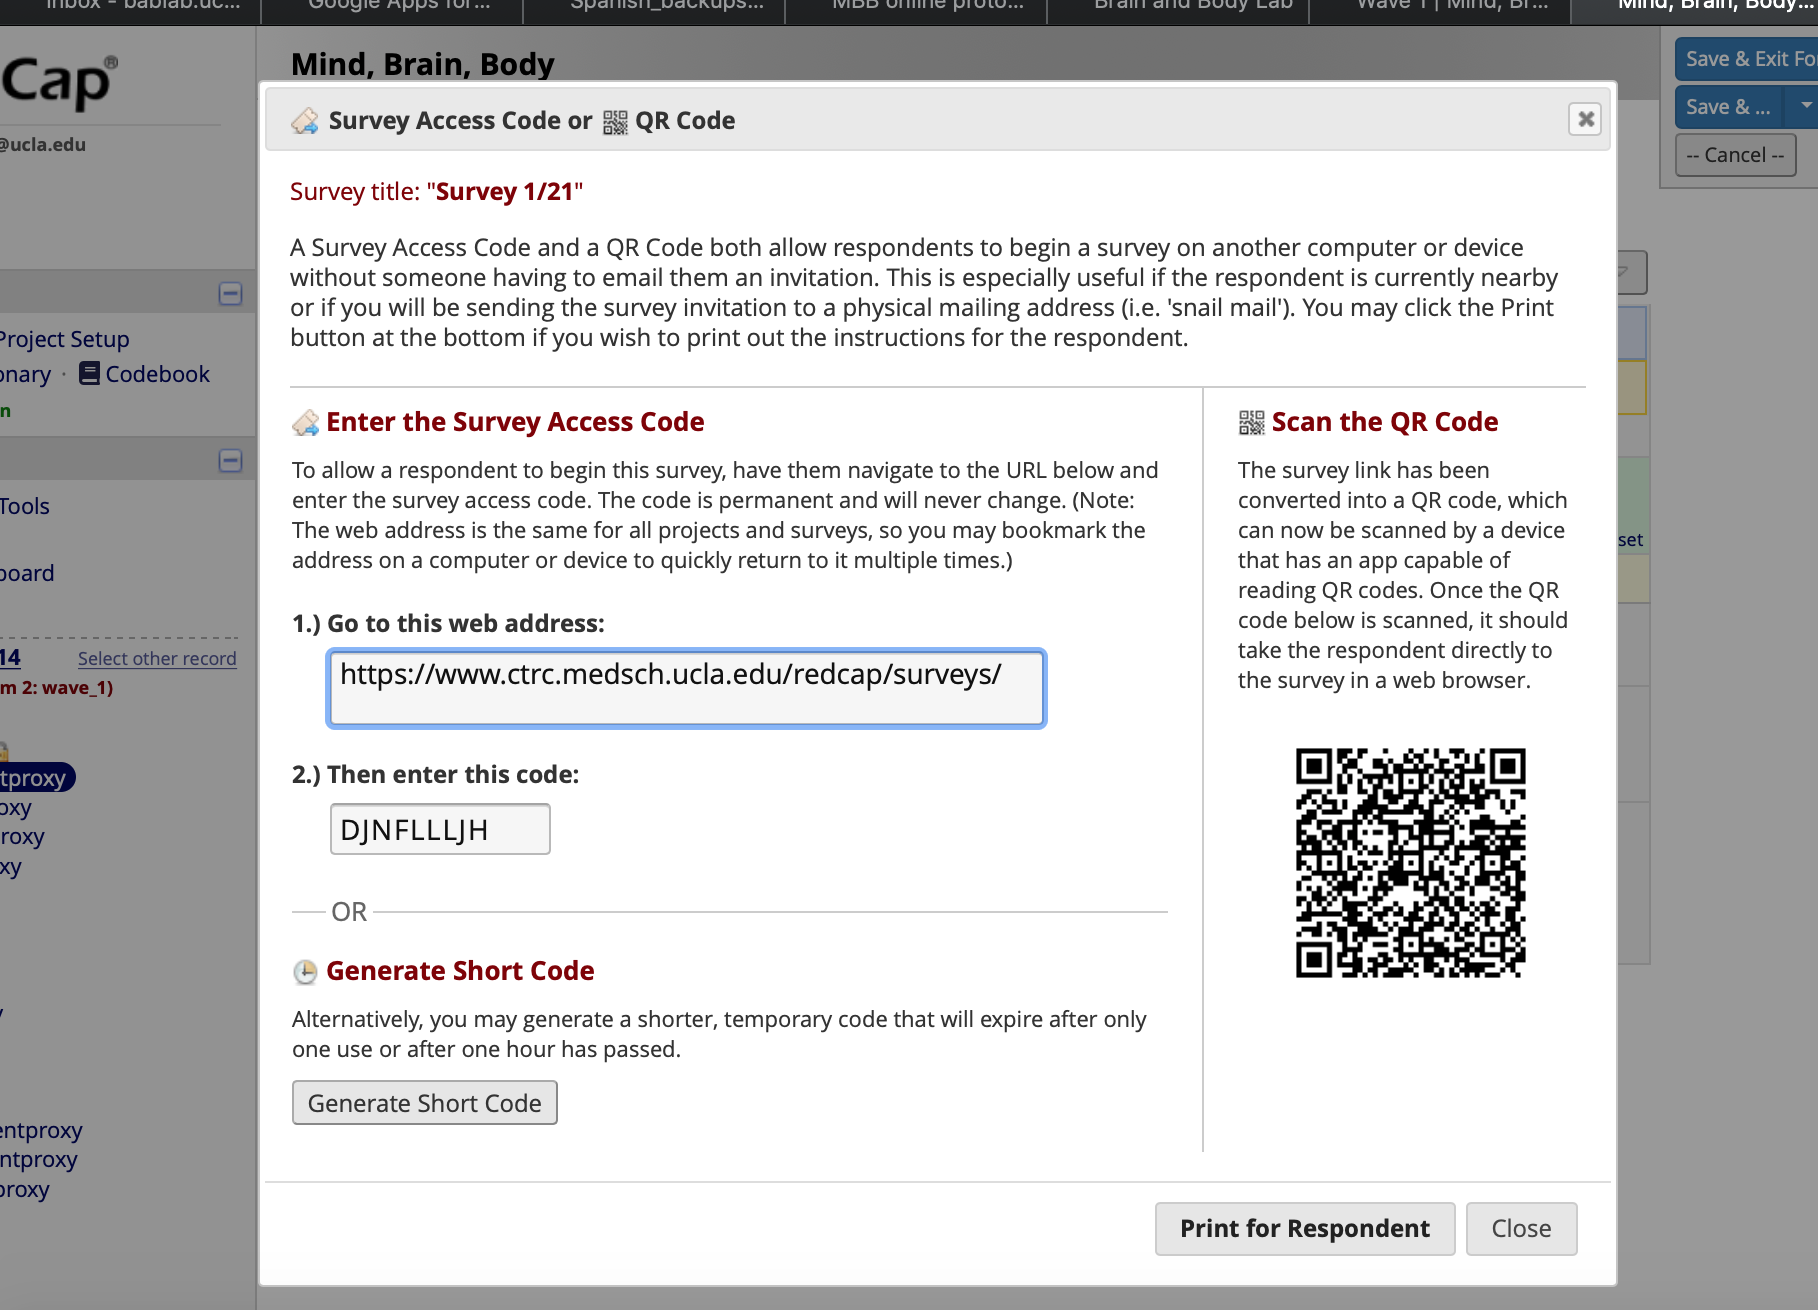 Inbox - bablab.uc...
Google Apps for...
Spanish_backups...
MBB online proto...
Brain and Body Lab
Wave 1 | Mind, Br...
Mind, Brain, Body...
Cap®
@ucla.edu
Mind, Brain, Body
Save & Exit Fo
Save & ...
-- Cancel --
Project Setup
onary · Codebook
n
Tools
board
14 Select other record
m 2: wave_1)
tproxy
oxy
roxy
xy
y
entproxy
ntproxy
proxy
set
Survey Access Code or QR Code
Survey title: "Survey 1/21"
A Survey Access Code and a QR Code both allow respondents to begin a survey on another computer or device
without someone having to email them an invitation. This is especially useful if the respondent is currently nearby
or if you will be sending the survey invitation to a physical mailing address (i.e. 'snail mail'). You may click the Print
button at the bottom if you wish to print out the instructions for the respondent.
Enter the Survey Access Code
To allow a respondent to begin this survey, have them navigate to the URL below and
enter the survey access code. The code is permanent and will never change. (Note:
The web address is the same for all projects and surveys, so you may bookmark the
address on a computer or device to quickly return to it multiple times.)
1.) Go to this web address:
https://www.ctrc.medsch.ucla.edu/redcap/surveys/
2.) Then enter this code:
DJNFLLLJH
OR
Generate Short Code
Alternatively, you may generate a shorter, temporary code that will expire after only
one use or after one hour has passed.
Generate Short Code
Scan the QR Code
The survey link has been
converted into a QR code, which
can now be scanned by a device
that has an app capable of
reading QR codes. Once the QR
code below is scanned, it should
take the respondent directly to
the survey in a web browser.
Print for Respondent
Close